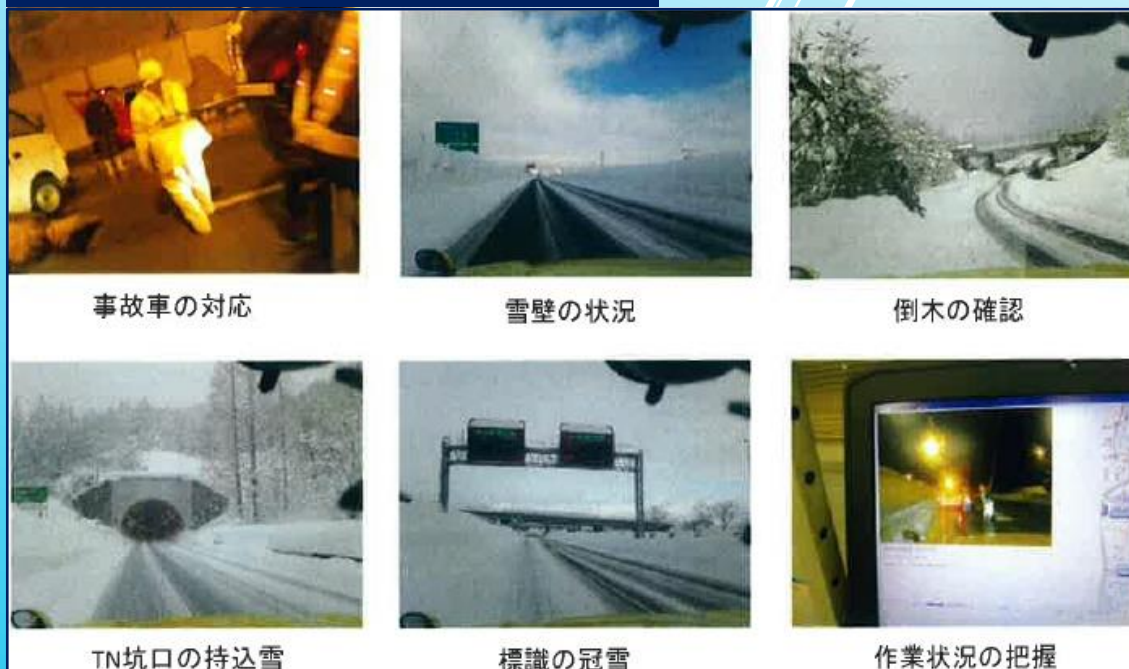 事故車の対応
雪壁の状況
倒木の確認
TN坑口の持込雪
標識の冠雪
作業状況の把握